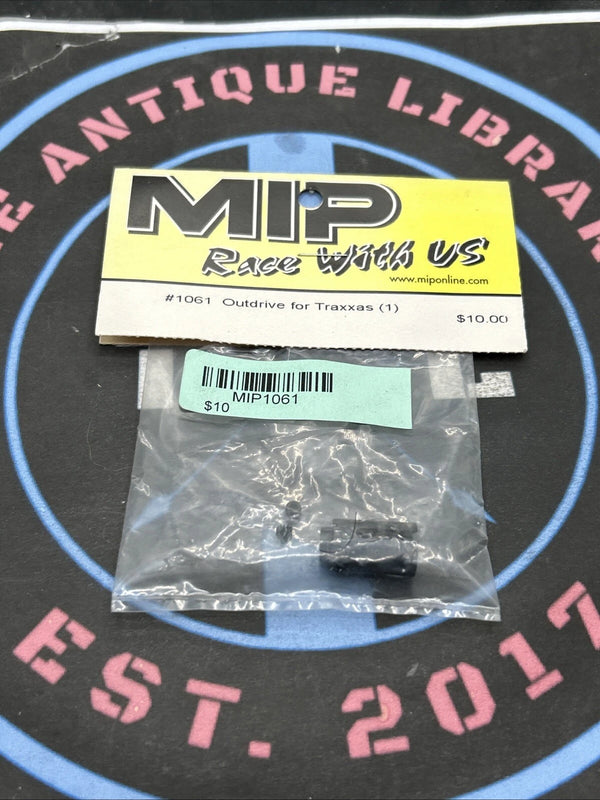 ANTIQUE LIBRAR
MIP
Race With US
www.miponline.com
#1061 Outdrive for Traxxas (1)
$10.00
MIP1061
$10
EST. 2017